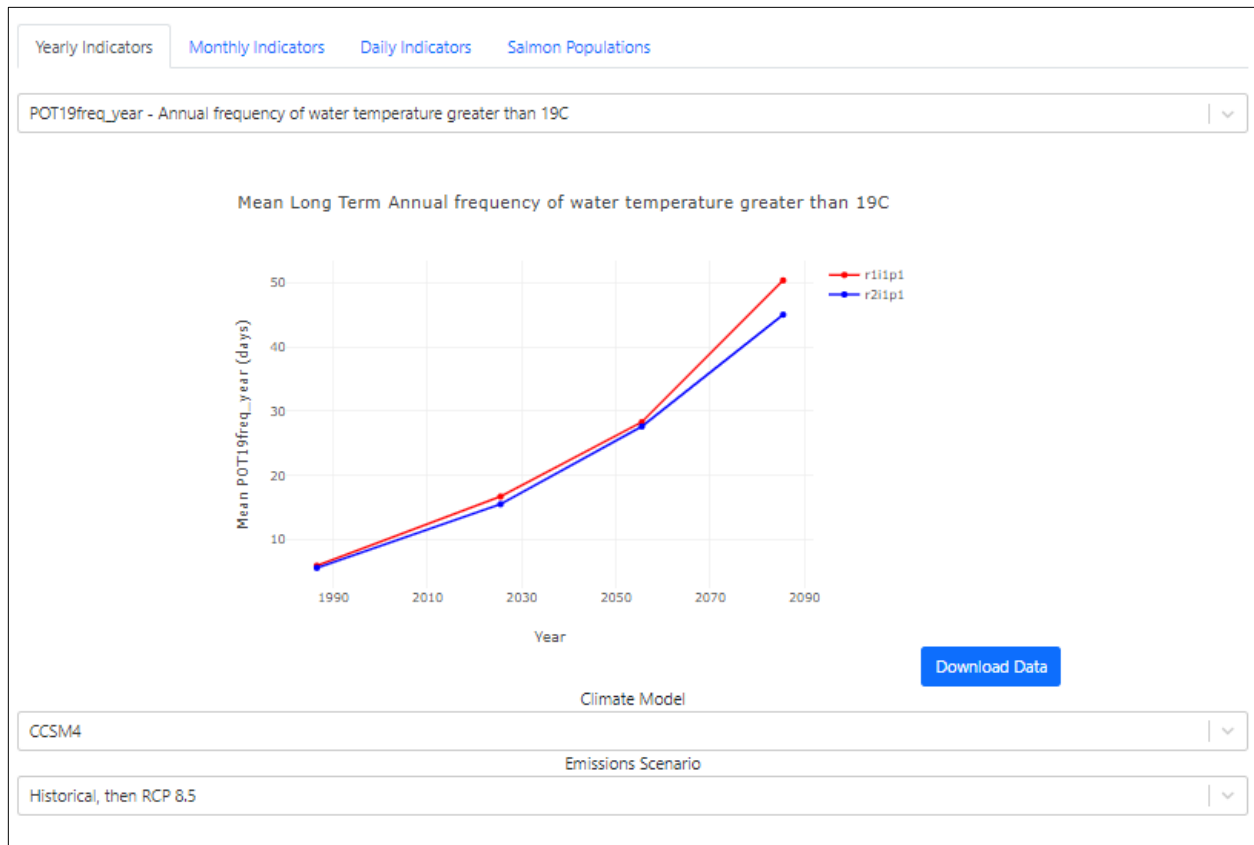 Yearly Indicators Monthly Indicators Daily Indicators Salmon Populations
POT19freq_year - Annual frequency of water temperature greater than 19C
Mean Long Term Annual frequency of water temperature greater than 19C
r1i1p1
r2i1p1
Mean POT19freq_year (days)
50
40
30
20
10
1990 2010 2030 2050 2070 2090
Year
Download Data
Climate Model
CCSM4
Emissions Scenario
Historical, then RCP 8.5